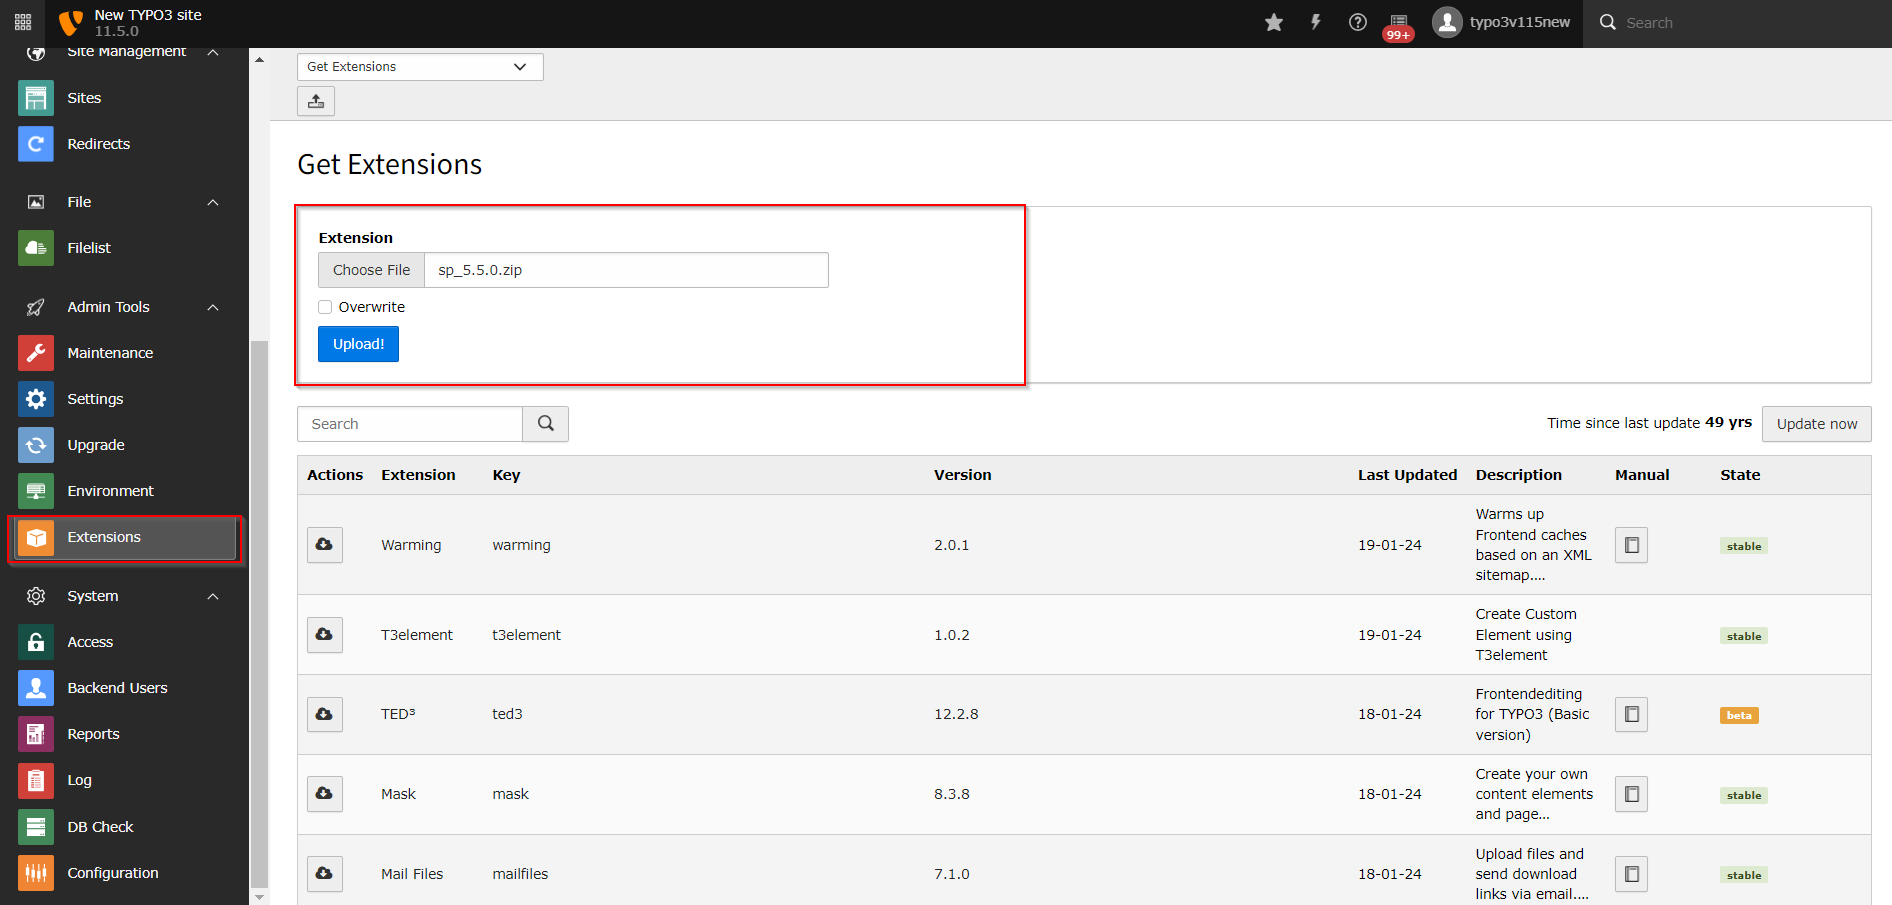 New TYPO3 site
11.5.0
99+
typo3v115new
Search
Site Management
Sites
Redirects
File
Filelist
Admin Tools
Maintenance
Settings
Upgrade
Environment
Extensions
System
Access
Backend Users
Reports
Log
DB Check
Configuration
Get Extensions
Get Extensions
Extension
Choose File sp_5.5.0.zip
Overwrite
Upload!
Search
Time since last update 49 yrs Update now
Actions Extension Key Version Last Updated Description Manual State
Warming warming 2.0.1 19-01-24 Warms up
Frontend caches
based on an XML
sitemap.... stable
T3element t3element 1.0.2 19-01-24 Create Custom
Element using
T3element stable
TED³ ted3 12.2.8 18-01-24 Frontendediting
for TYPO3 (Basic
version) beta
Mask mask 8.3.8 18-01-24 Create your own
content elements
and page... stable
Mail Files mailfiles 7.1.0 18-01-24 Upload files and
send download
links via email.... stable